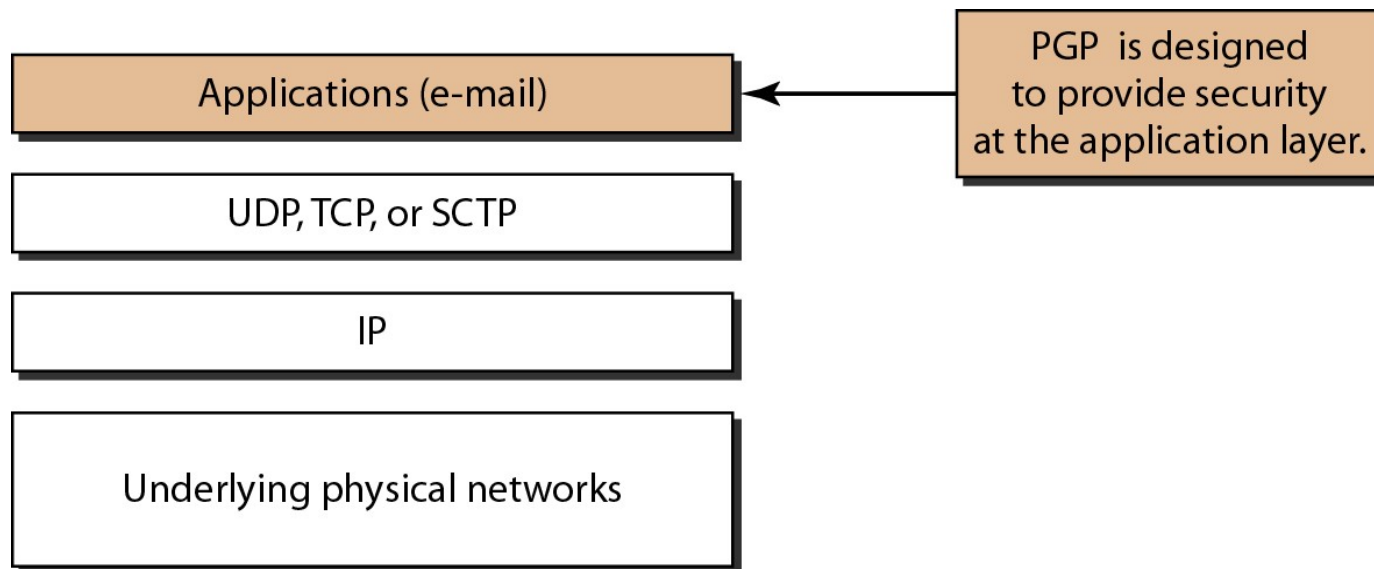 Applications (e-mail)
PGP is designed
to provide security
at the application layer.
UDP, TCP, or SCTP
IP
Underlying physical networks